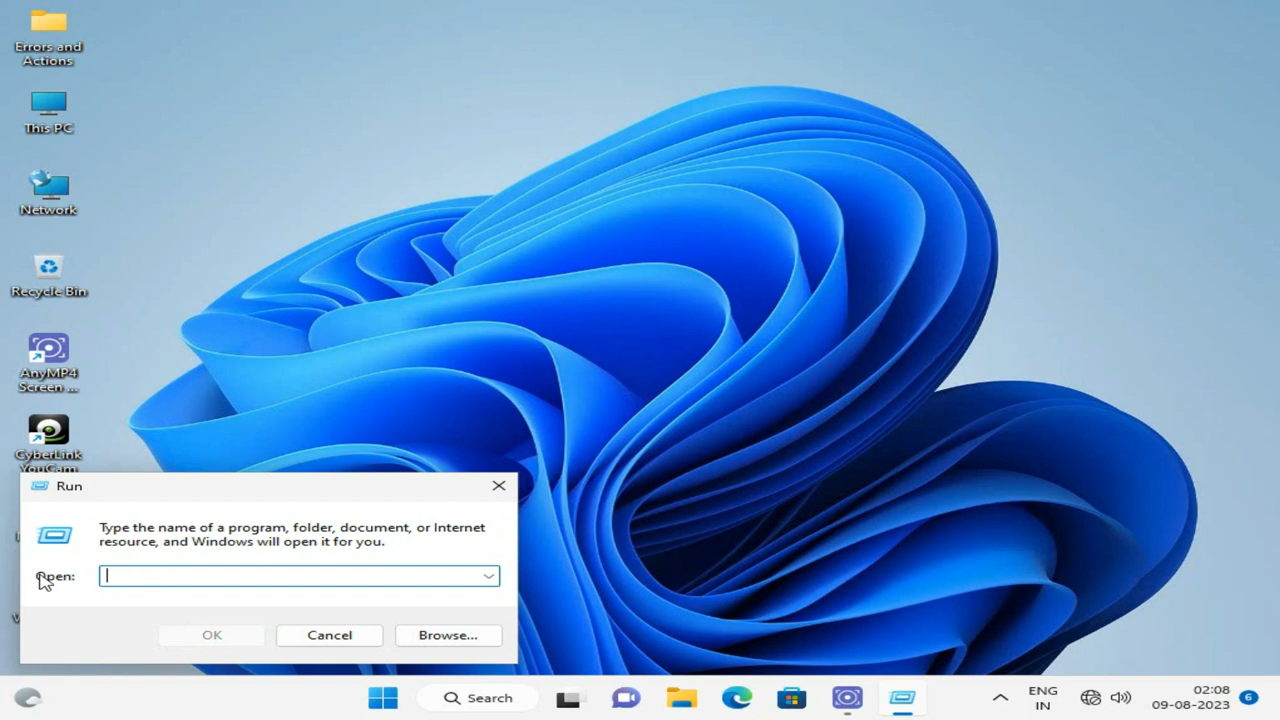 Errors and
Actions
This PC
Network
Recycle Bin
AnyMP4
Screen ...
CyberLink
YouCam
Run
Type the name of a program, folder, document, or Internet
resource, and Windows will open it for you.
Open:
OK
Cancel
Browse...
Search
ENG
IN
02:08
09-08-2023
6